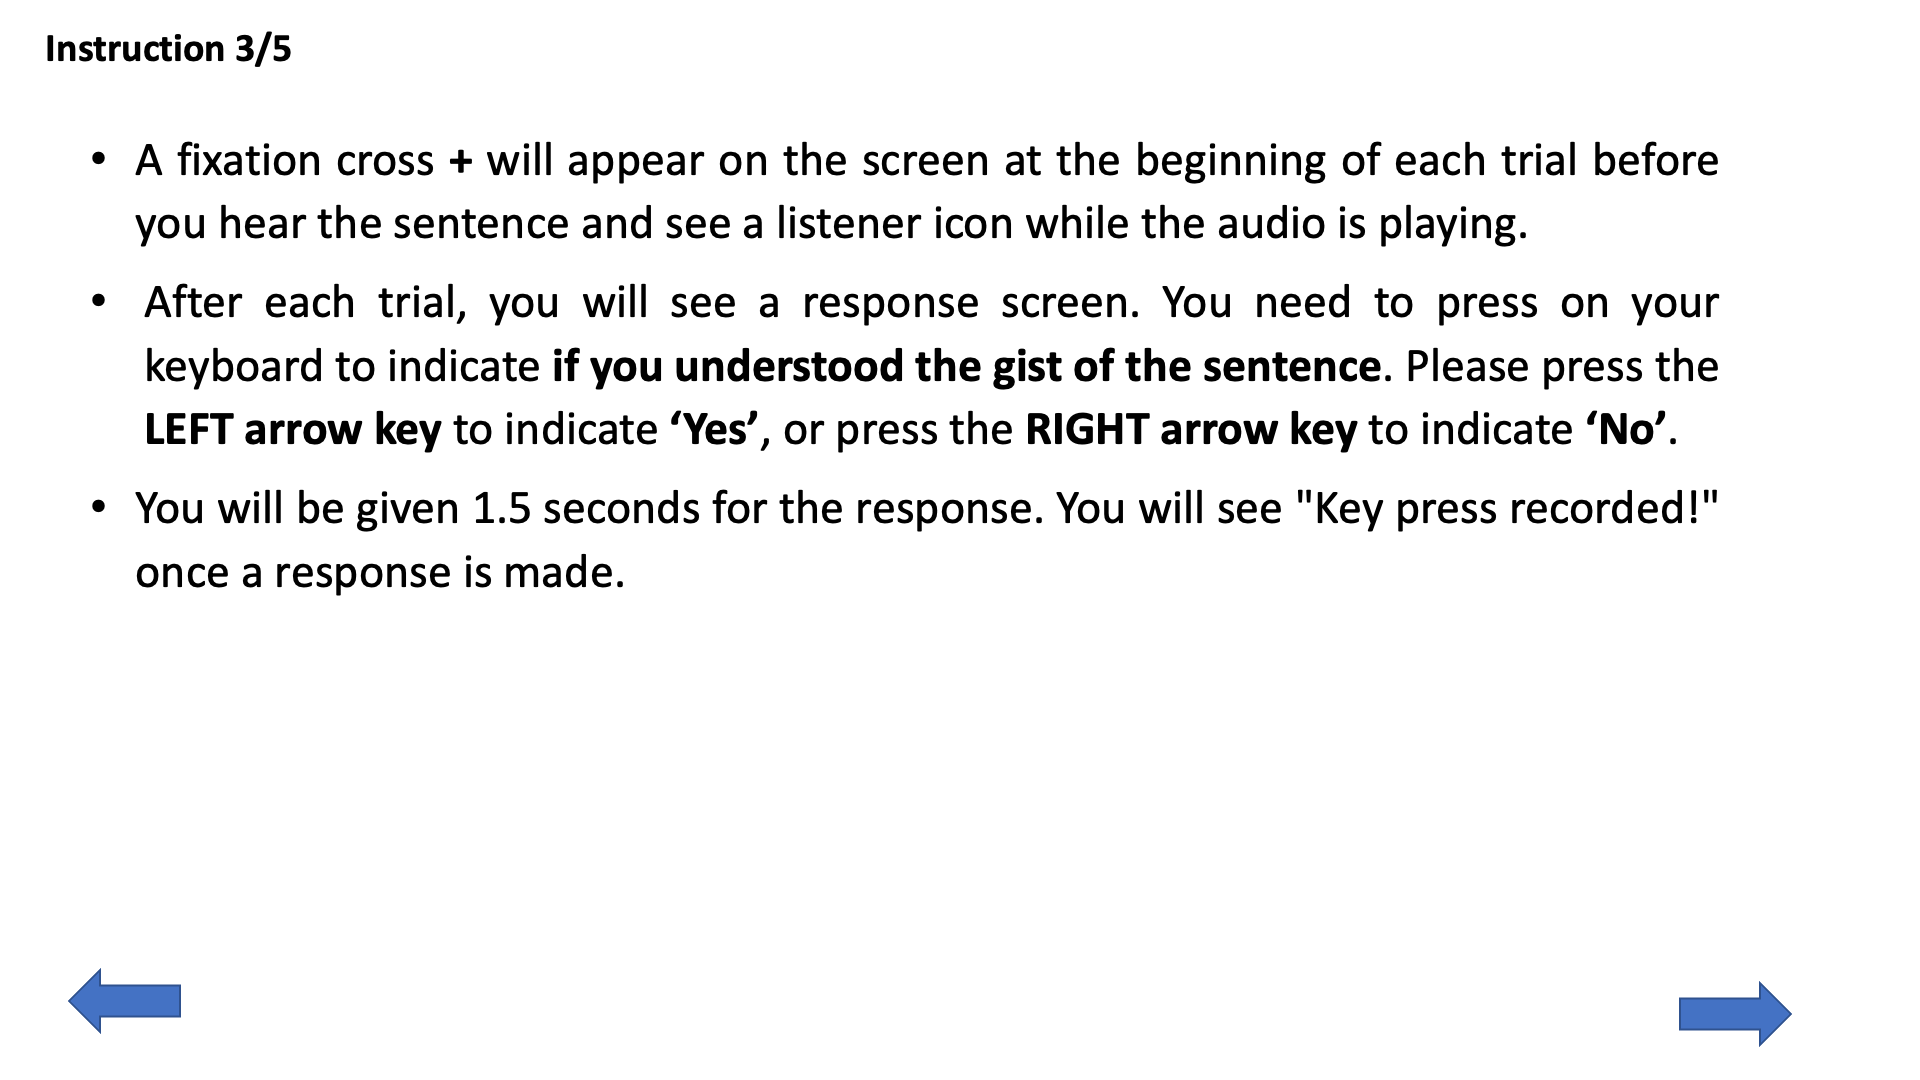 Instruction 3/5
• A fixation cross + will appear on the screen at the beginning of each trial before
you hear the sentence and see a listener icon while the audio is playing.
• After each trial, you will see a response screen. You need to press on your
keyboard to indicate if you understood the gist of the sentence. Please press the
LEFT arrow key to indicate ‘Yes’, or press the RIGHT arrow key to indicate ‘No’.
• You will be given 1.5 seconds for the response. You will see "Key press recorded!"
once a response is made.